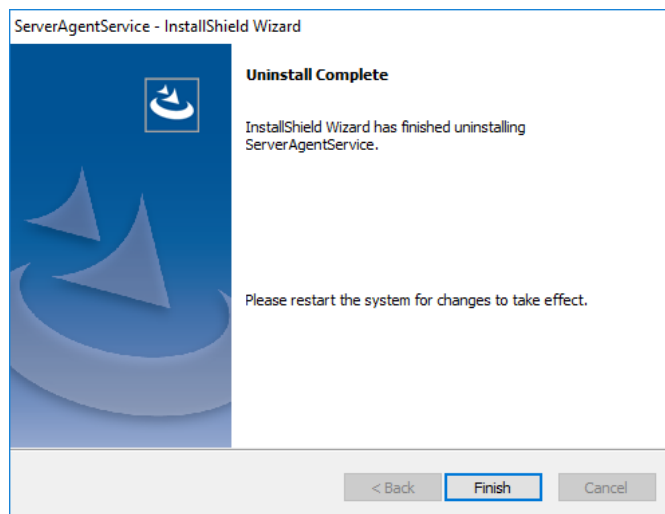 ServerAgentService - InstallShield Wizard
Uninstall Complete
InstallShield Wizard has finished uninstalling
ServerAgentService.
Please restart the system for changes to take effect.
< Back
Finish
Cancel